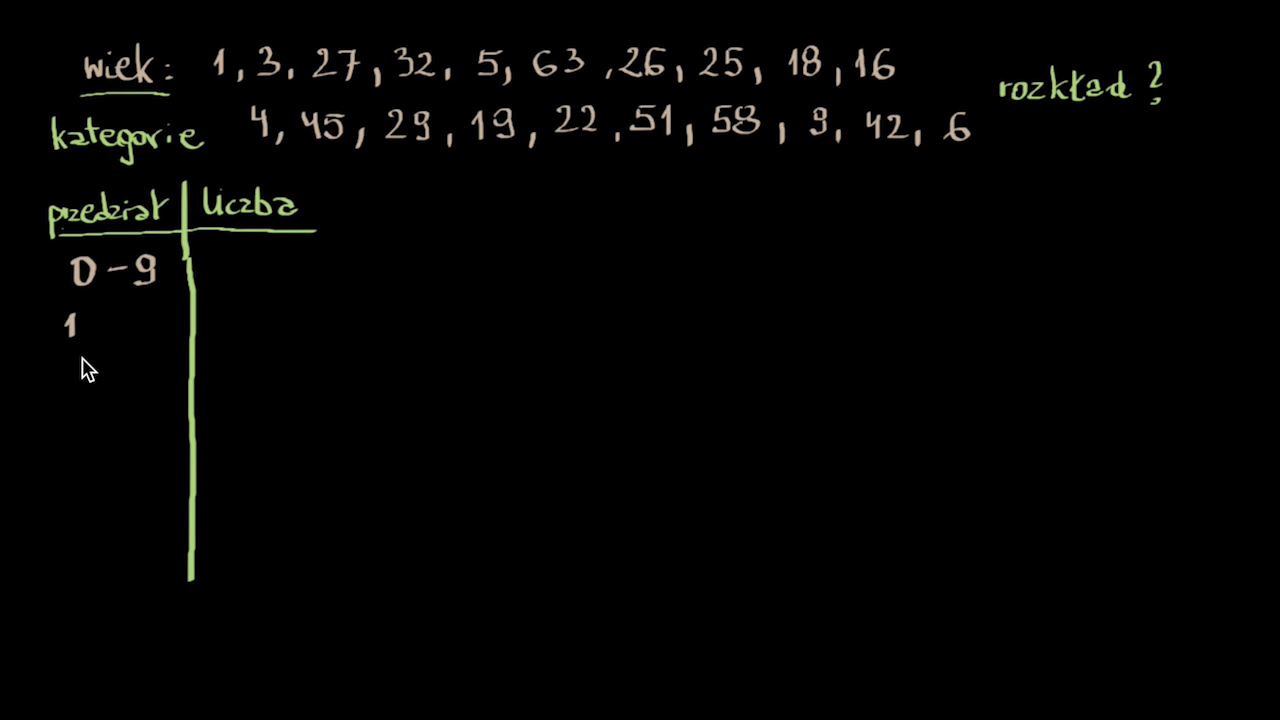 wiek: 1, 3, 27, 32, 5, 63, 26, 25, 18, 16
rozkład?
kategorie 4, 45, 29, 19, 22, 51, 58, 9, 42, 6
przedział liczba
0-9
1